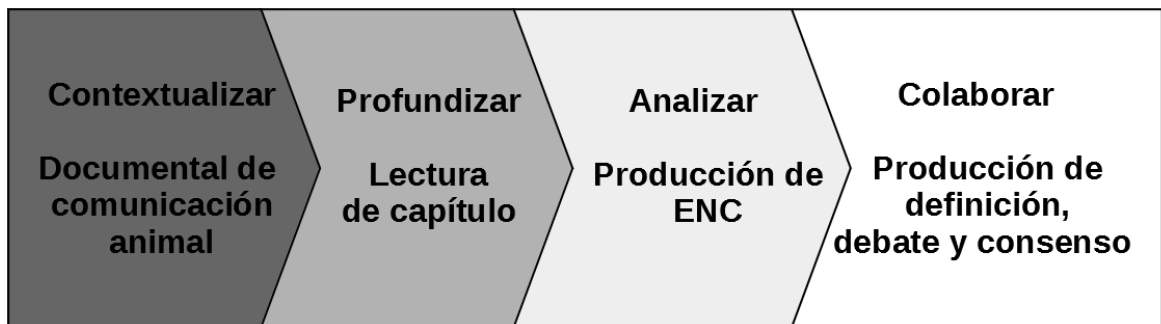 Contextualizar
Documental de
comunicación
animal
Profundizar
Lectura
de capítulo
Analizar
Producción de
ENC
Colaborar
Producción de
definición,
debate y consenso